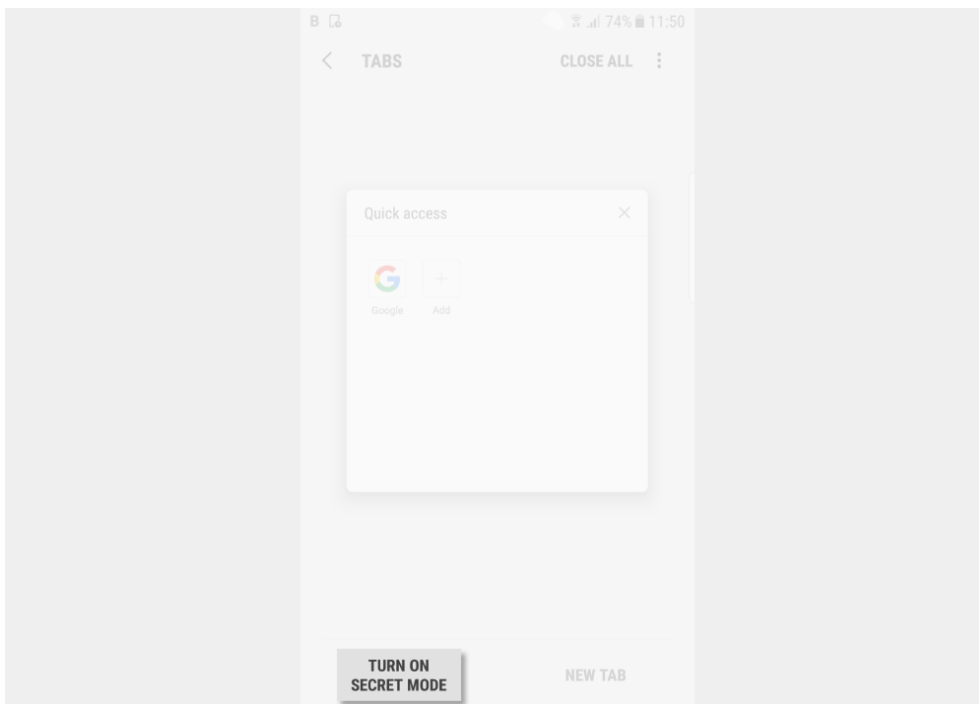 B 74% 11:50
TABS CLOSE ALL
Quick access
Google Add
TURN ON
SECRET MODE
NEW TAB